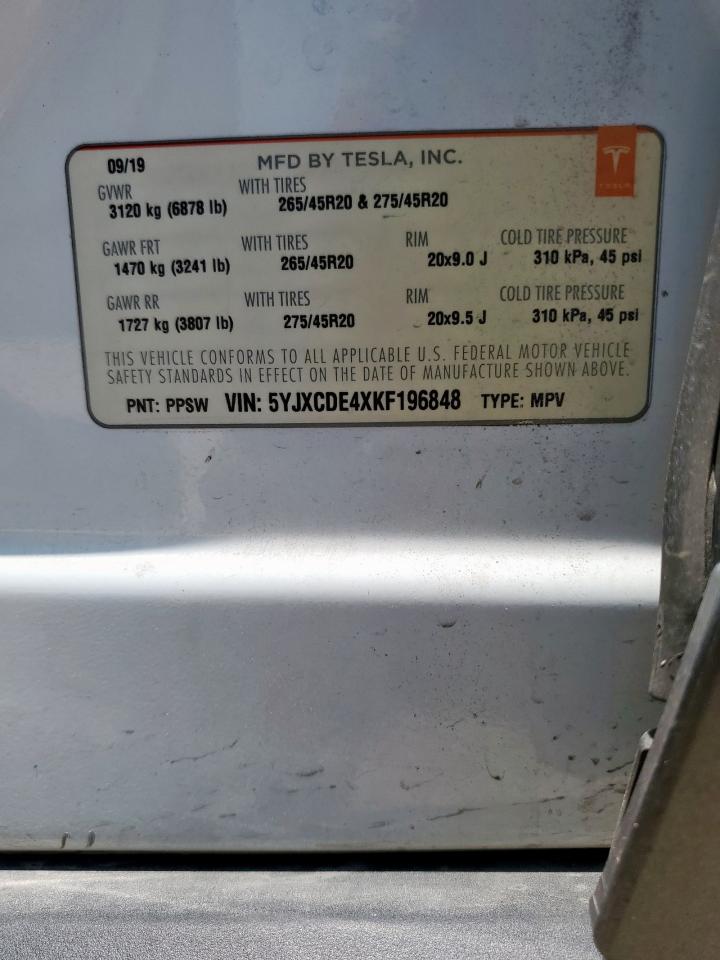 09/19 MFD BY TESLA, INC.
TESLA
GVWR WITH TIRES
3120 kg (6878 lb) 265/45R20 & 275/45R20
GAWR FRT WITH TIRES RIM COLD TIRE PRESSURE
1470 kg (3241 lb) 265/45R20 20x9.0 J 310 kPa, 45 psi
GAWR RR WITH TIRES RIM COLD TIRE PRESSURE
1727 kg (3807 lb) 275/45R20 20x9.5 J 310 kPa, 45 psi
THIS VEHICLE CONFORMS TO ALL APPLICABLE U.S. FEDERAL MOTOR VEHICLE
SAFETY STANDARDS IN EFFECT ON THE DATE OF MANUFACTURE SHOWN ABOVE.
PNT: PPSW VIN: 5YJXCDE4XKF196848 TYPE: MPV